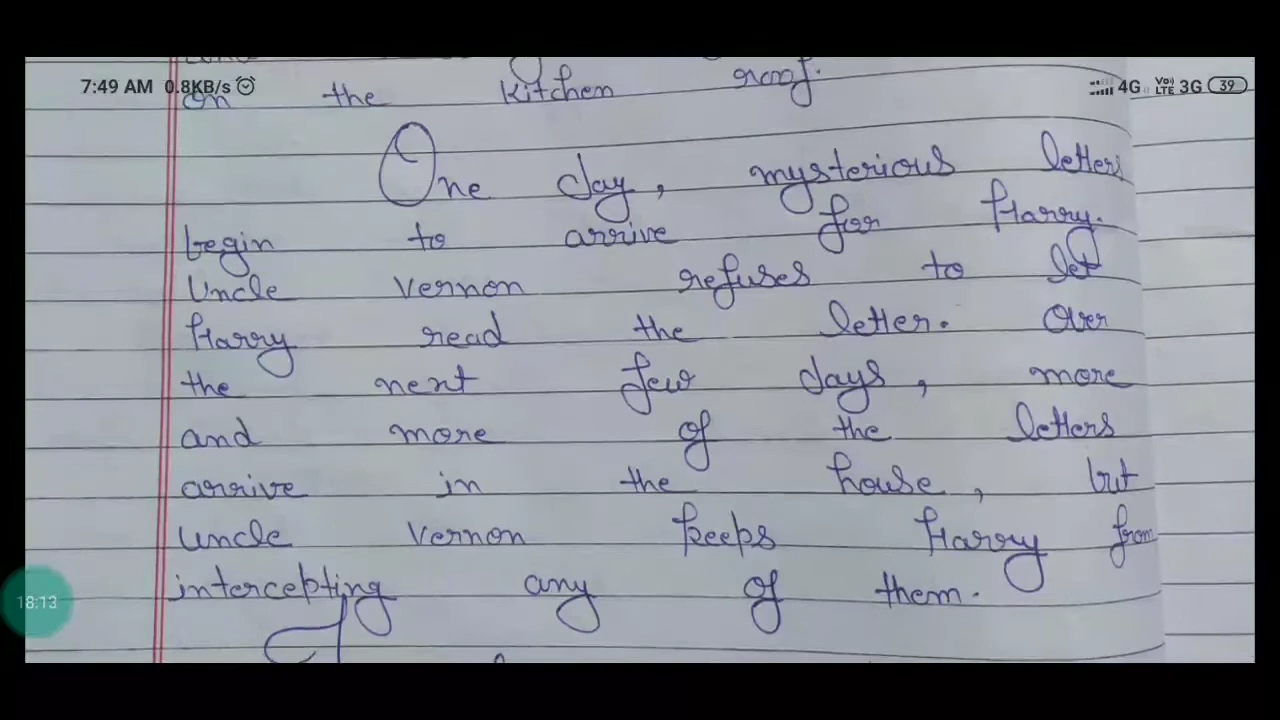 7:49 AM 0.8KB/s 4G VoLTE 3G 39
on the kitchen roof.
One day, mysterious letters
begin to arrive for Harry.
Uncle Vernon refuses to let
Harry read the letter. Over
the next few days, more
and more of the letters
arrive in the house, but
Uncle Vernon keeps Harry from
intercepting any of them.
18:13